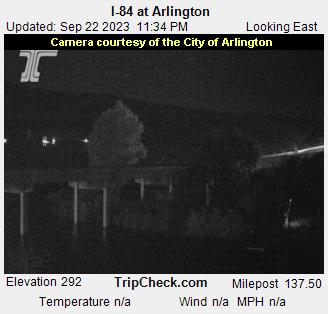 I-84 at Arlington
Updated: Sep 22 2023 11:34 PM Looking East
Camera courtesy of the City of Arlington
Elevation 292 TripCheck.com Milepost 137.50
Temperature n/a Wind n/a MPH n/a